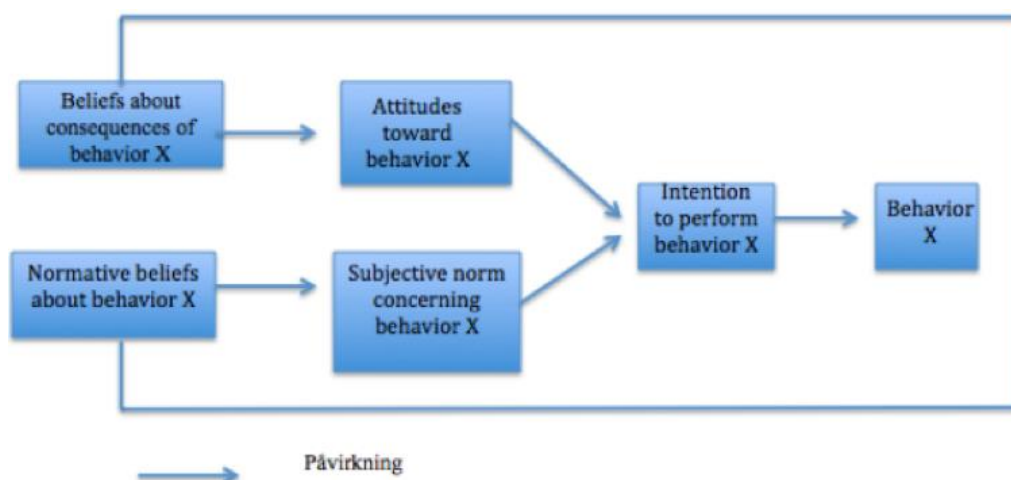 Beliefs about
consequences of
behavior X
Attitudes
toward
behavior X
Intention
to perform
behavior X
Behavior
X
Normative beliefs
about behavior X
Subjective norm
concerning
behavior X
Påvirkning